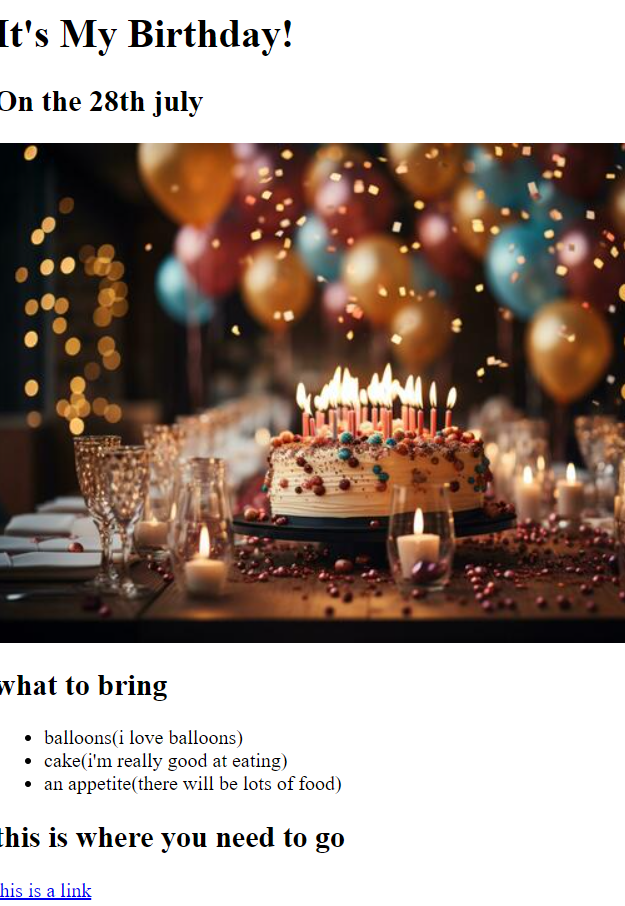 It's My Birthday!
On the 28th july
what to bring
balloons(i love balloons)
cake(i'm really good at eating)
an appetite(there will be lots of food)
this is where you need to go
this is a link